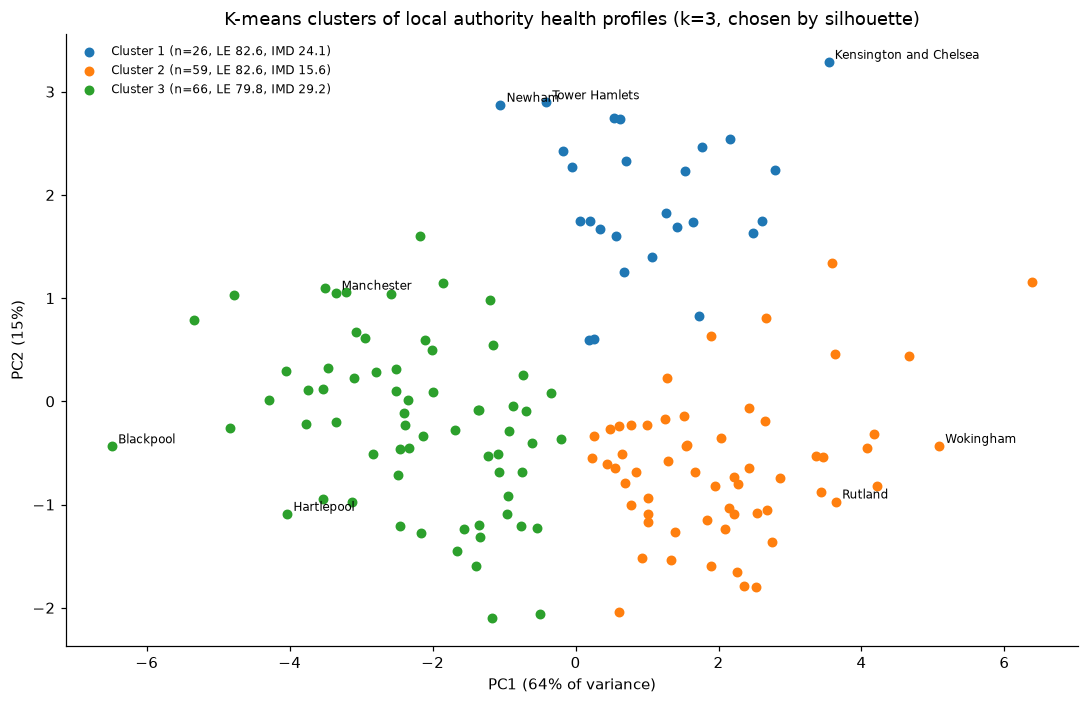 K-means clusters of local authority health profiles (k=3, chosen by silhouette)
Cluster 1 (n=26, LE 82.6, IMD 24.1)
Cluster 2 (n=59, LE 82.6, IMD 15.6)
Cluster 3 (n=66, LE 79.8, IMD 29.2)
Kensington and Chelsea
Newham
Tower Hamlets
Manchester
Blackpool
Wokingham
Rutland
Hartlepool
3
2
1
0
−1
−2
PC2 (15%)
−6
−4
−2
0
2
4
6
PC1 (64% of variance)